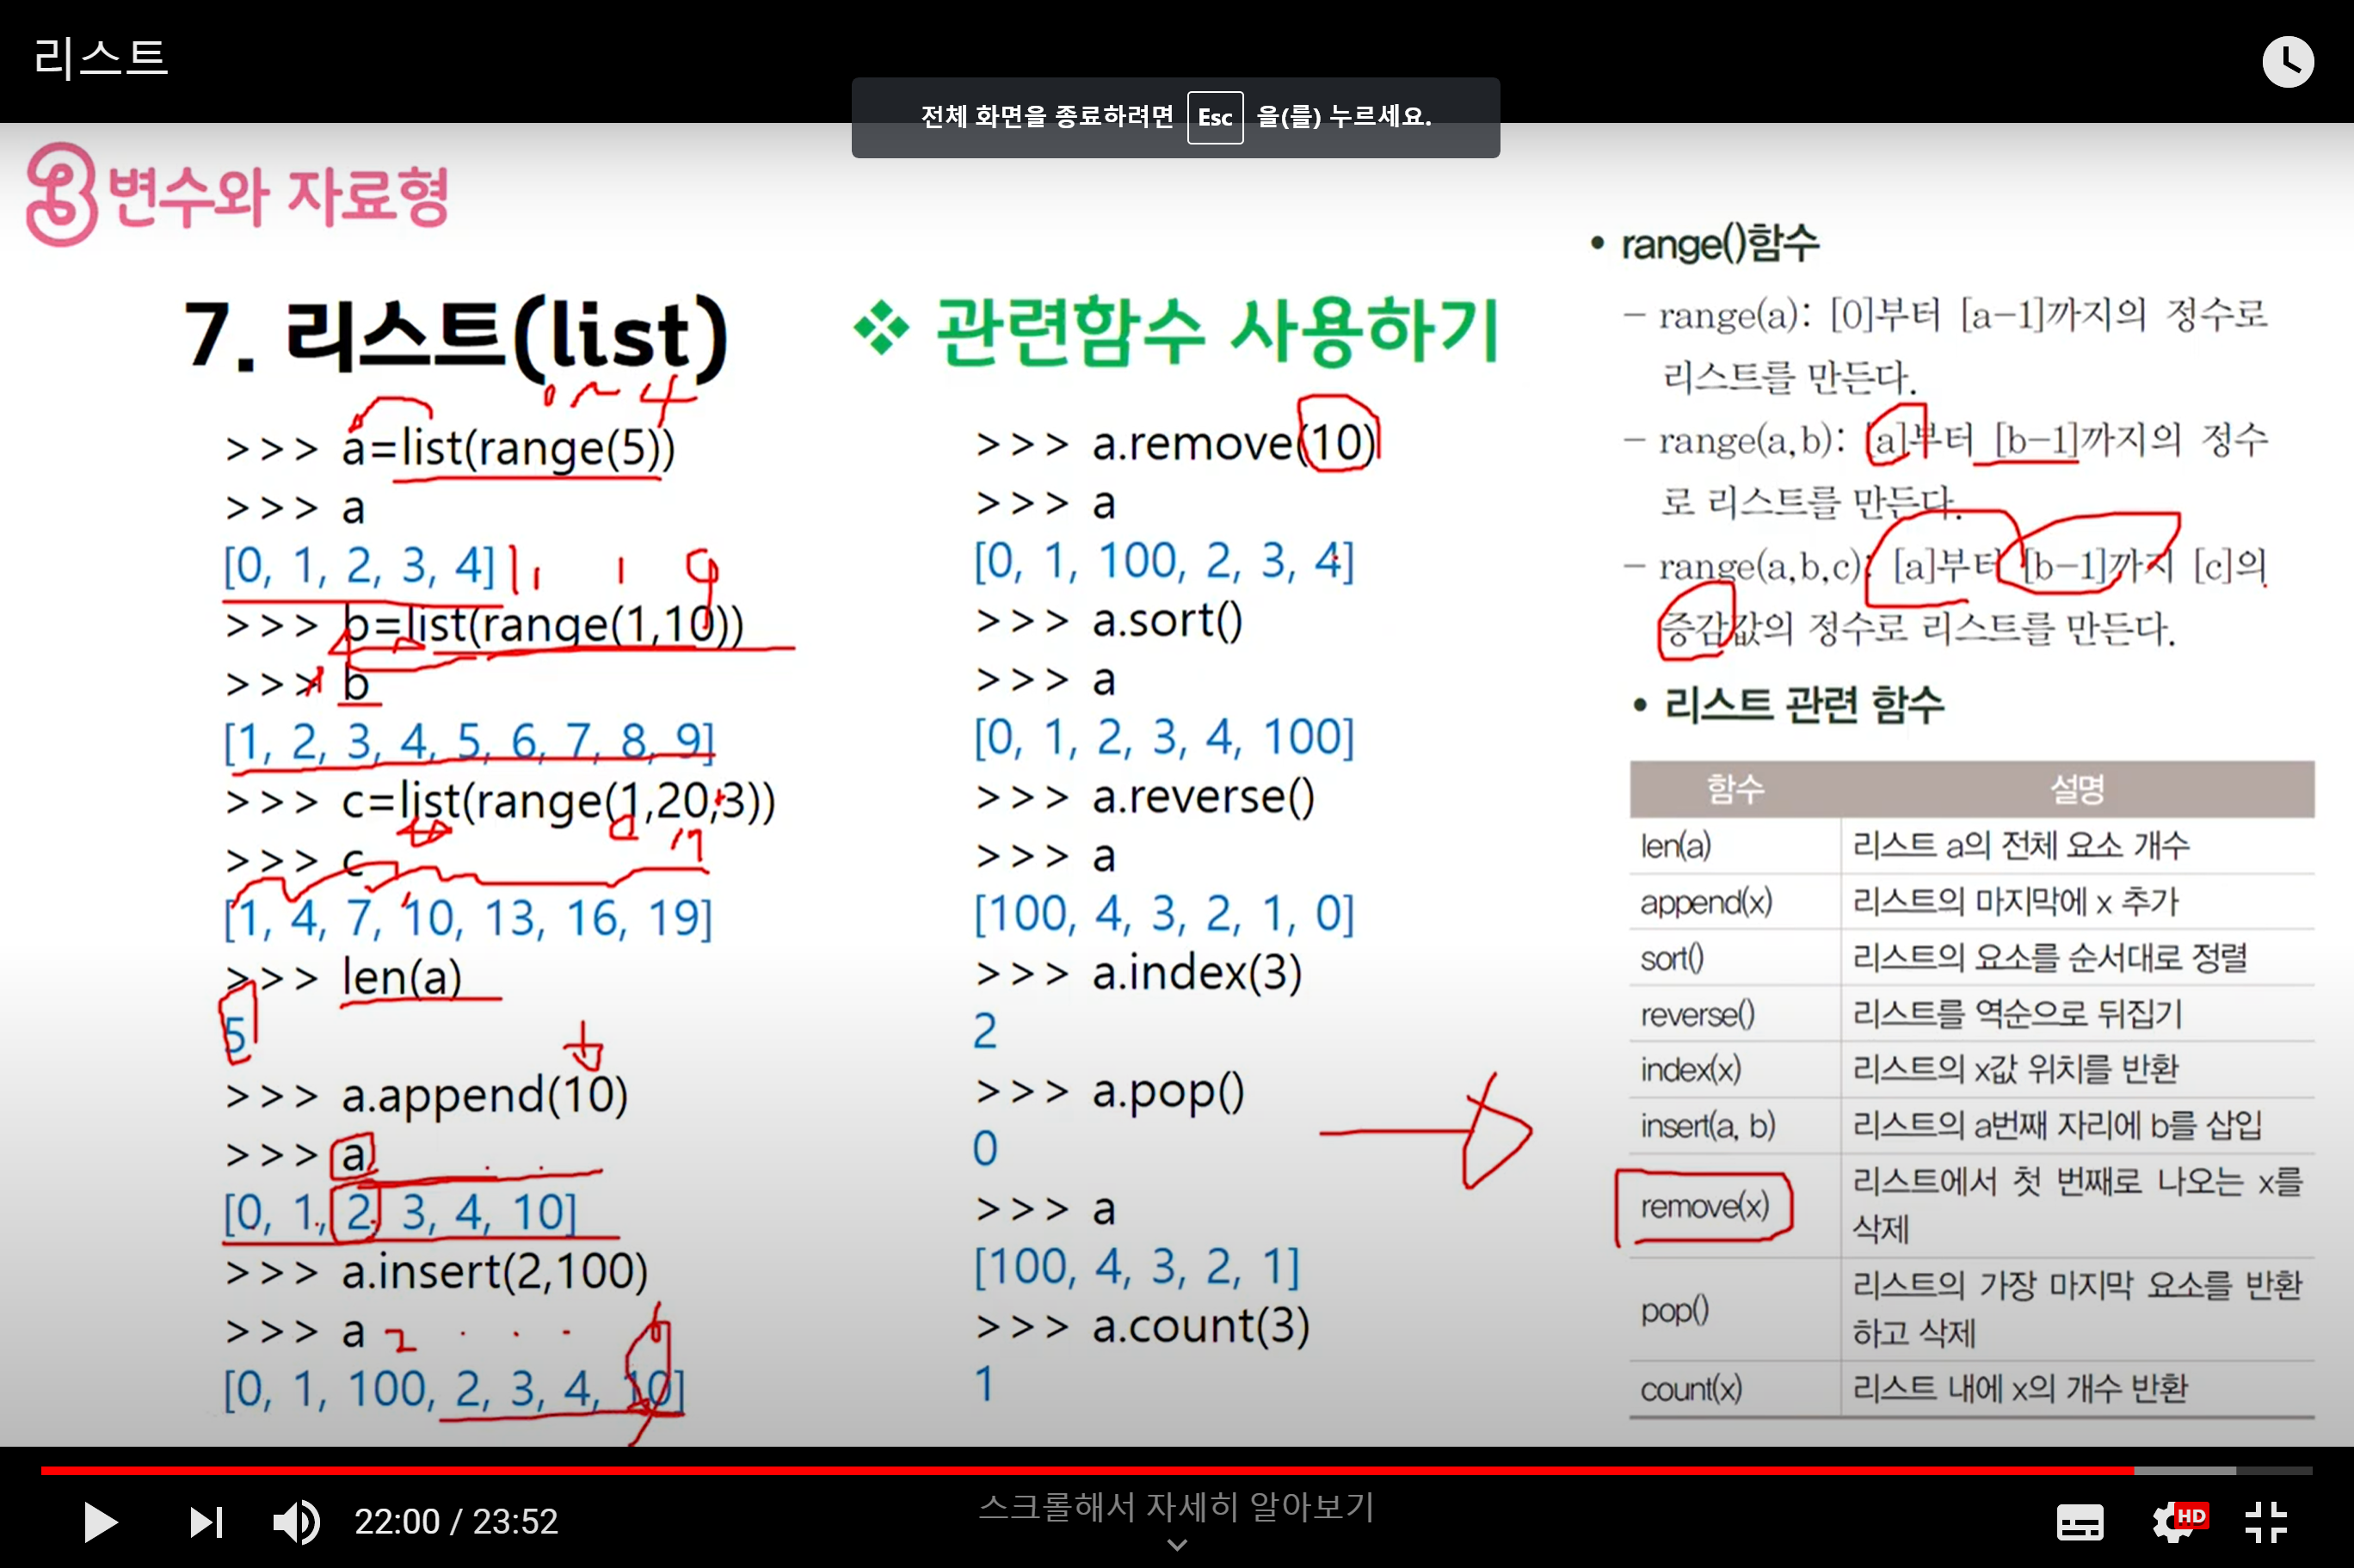 리스트
전체 화면을 종료하려면 Esc 을(를) 누르세요.
변수와 자료형
7. 리스트(list)
❖ 관련함수 사용하기
0 ~ 4
>>> a=list(range(5))
>>> a
[0, 1, 2, 3, 4]
1 9
>>> b=list(range(1,10))
>>> b
[1, 2, 3, 4, 5, 6, 7, 8, 9]
>>> c=list(range(1,20,3))
>>> c
[1, 4, 7, 10, 13, 16, 19]
>>> len(a)
5
>>> a.append(10)
>>> a
[0, 1, 2, 3, 4, 10]
>>> a.insert(2,100)
>>> a
2
[0, 1, 100, 2, 3, 4, 10]
>>> a.remove(10)
>>> a
[0, 1, 100, 2, 3, 4]
>>> a.sort()
>>> a
[0, 1, 2, 3, 4, 100]
>>> a.reverse()
>>> a
[100, 4, 3, 2, 1, 0]
>>> a.index(3)
2
>>> a.pop()
0
>>> a
[100, 4, 3, 2, 1]
>>> a.count(3)
1
• range()함수
– range(a): [0]부터 [a−1]까지의 정수로
리스트를 만든다.
– range(a,b): [a]부터 [b−1]까지의 정수
로 리스트를 만든다.
– range(a,b,c): [a]부터 [b−1]까지 [c]의
증감값의 정수로 리스트를 만든다.
• 리스트 관련 함수
함수 설명
len(a) 리스트 a의 전체 요소 개수
append(x) 리스트의 마지막에 x 추가
sort() 리스트의 요소를 순서대로 정렬
reverse() 리스트를 역순으로 뒤집기
index(x) 리스트의 x값 위치를 반환
insert(a, b) 리스트의 a번째 자리에 b를 삽입
remove(x) 리스트에서 첫 번째로 나오는 x를
삭제
pop() 리스트의 가장 마지막 요소를 반환
하고 삭제
count(x) 리스트 내에 x의 개수 반환
22:00 / 23:52
스크롤해서 자세히 알아보기
HD